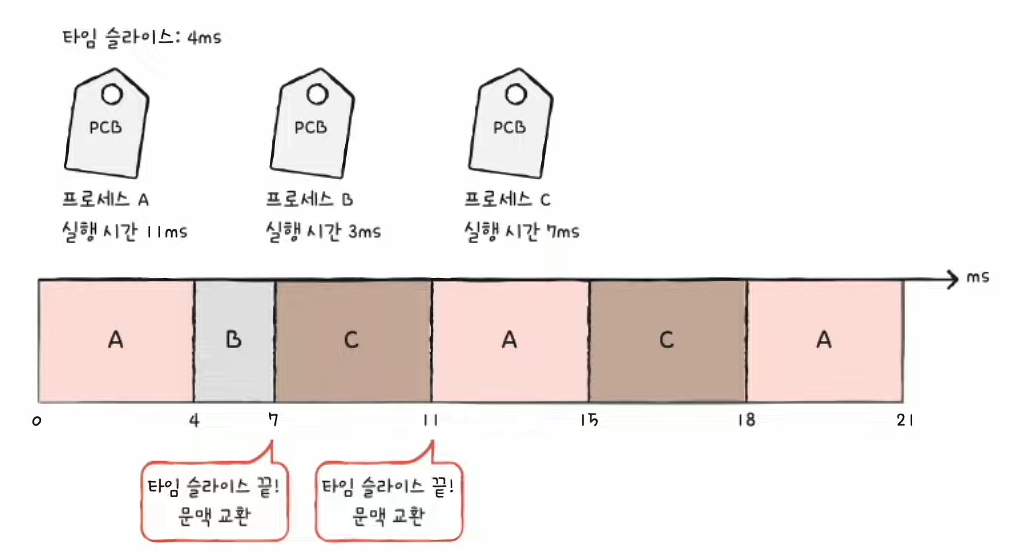 타임 슬라이스: 4ms
PCB
PCB
PCB
프로세스 A
실행 시간 11ms
프로세스 B
실행 시간 3ms
프로세스 C
실행 시간 7ms
ms
A
B
C
A
C
A
0
4
7
11
15
18
21
타임 슬라이스 끝!
문맥 교환
타임 슬라이스 끝!
문맥 교환